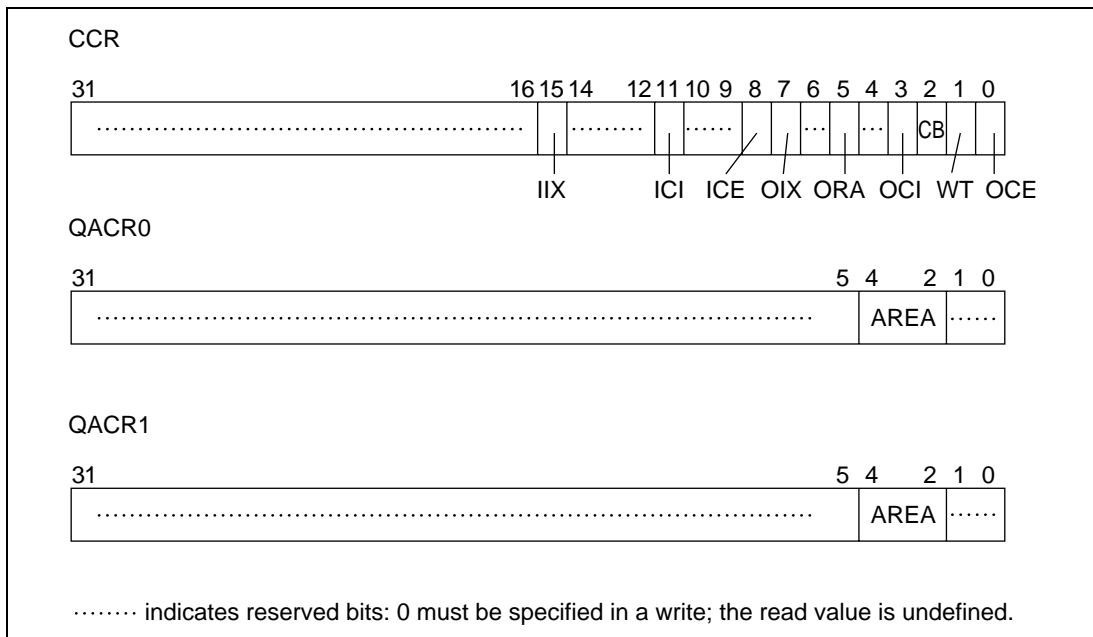 CCR
31 16 15 14 12 11 10 9 8 7 6 5 4 3 2 1 0
CB
IIX ICI ICE OIX ORA OCI WT OCE
QACR0
31 5 4 2 1 0
AREA
QACR1
31 5 4 2 1 0
AREA
········ indicates reserved bits: 0 must be specified in a write; the read value is undefined.